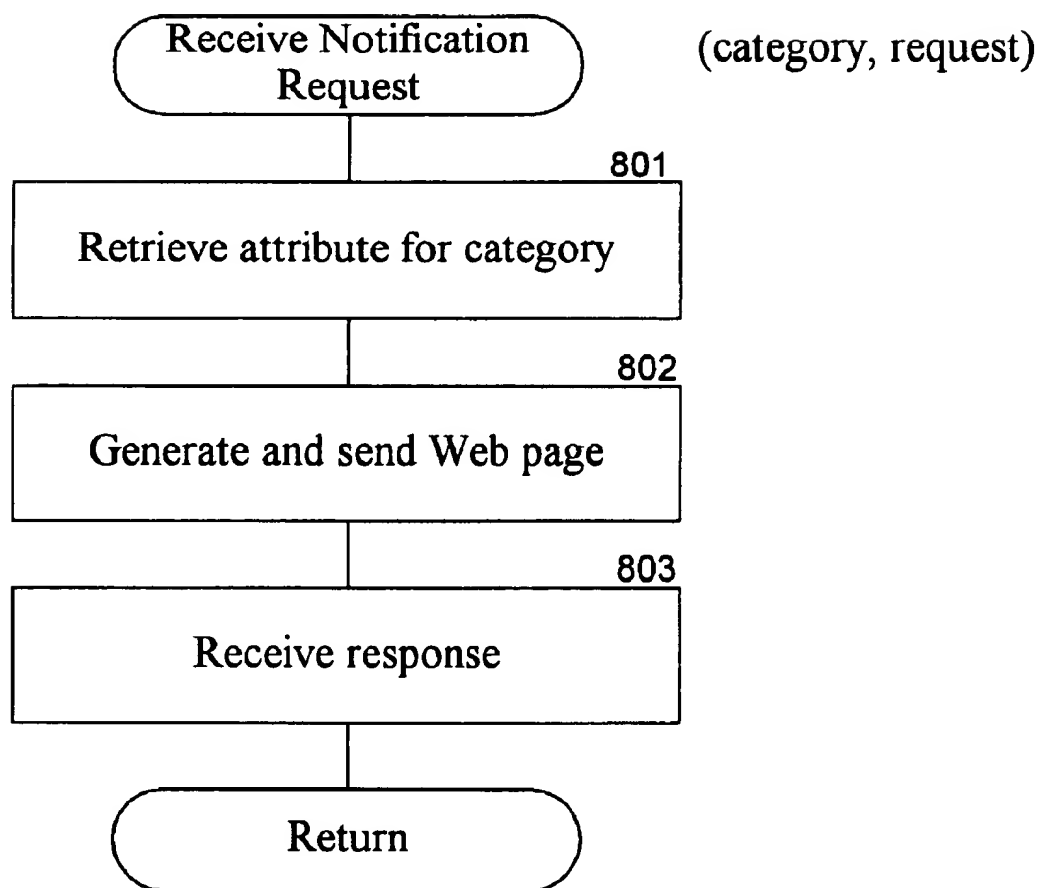 Receive Notification
Request
(category, request)
801
Retrieve attribute for category
802
Generate and send Web page
803
Receive response
Return